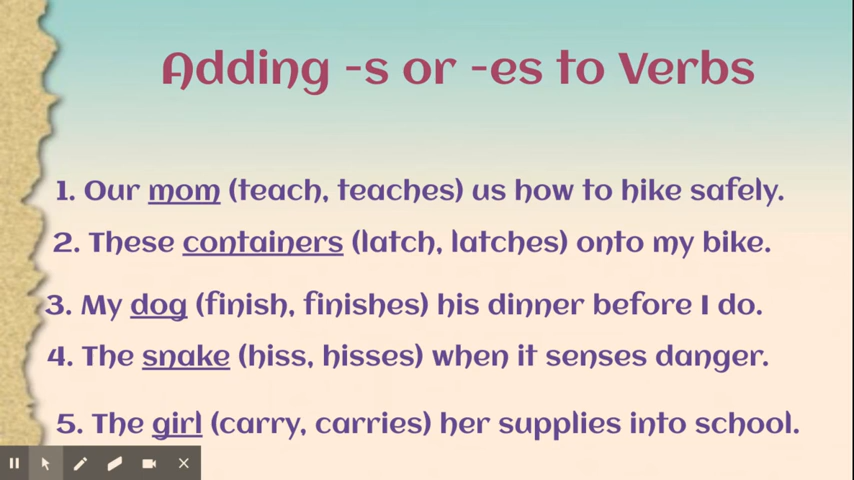 Adding -s or -es to Verbs
1. Our mom (teach, teaches) us how to hike safely.
2. These containers (latch, latches) onto my bike.
3. My dog (finish, finishes) his dinner before I do.
4. The snake (hiss, hisses) when it senses danger.
5. The girl (carry, carries) her supplies into school.